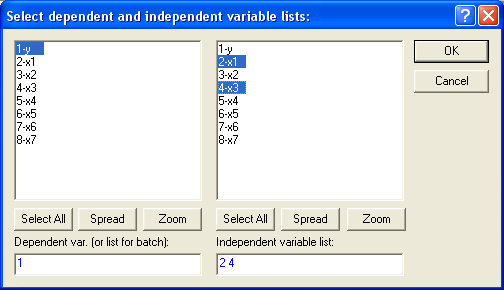 Select dependent and independent variable lists:
1-y
2-x1
3-x2
4-x3
5-x4
6-x5
7-x6
8-x7
1-y
2-x1
3-x2
4-x3
5-x4
6-x5
7-x6
8-x7
OK
Cancel
Select All Spread Zoom
Select All Spread Zoom
Dependent var. (or list for batch):
1
Independent variable list:
2 4